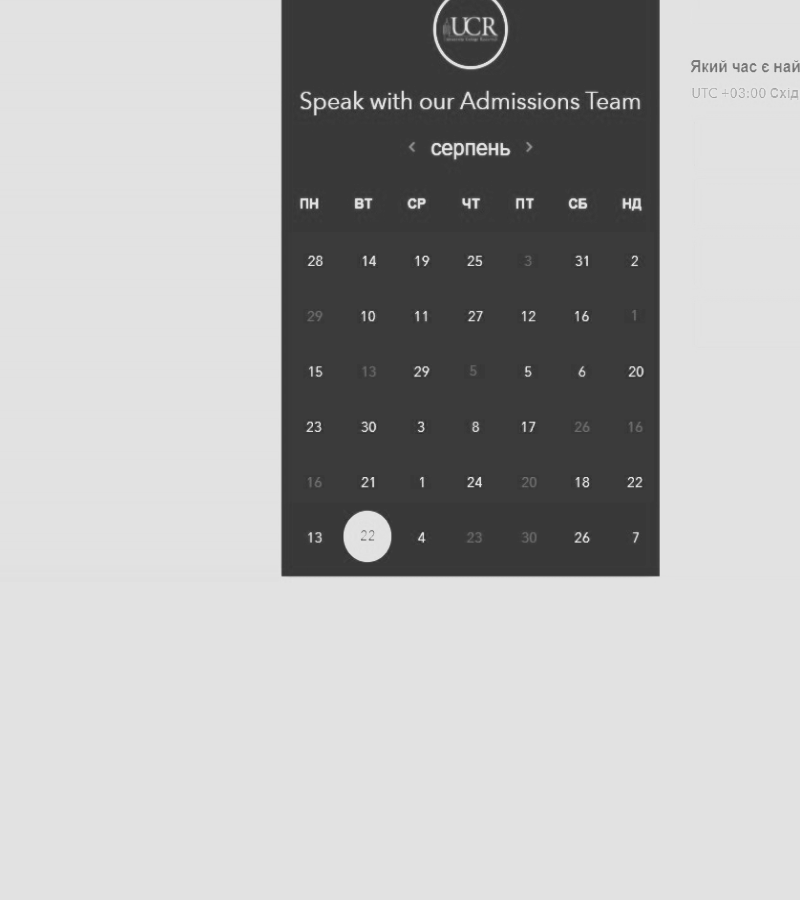 UCR
Який час є най
Speak with our Admissions Team
UTC +03:00 Схід
‹ серпень ›
ПН ВТ СР ЧТ ПТ СБ НД
28 14 19 25 3 31 2
29 10 11 27 12 16 1
15 13 29 5 5 6 20
23 30 3 8 17 26 16
16 21 1 24 20 18 22
13 22 4 23 30 26 7